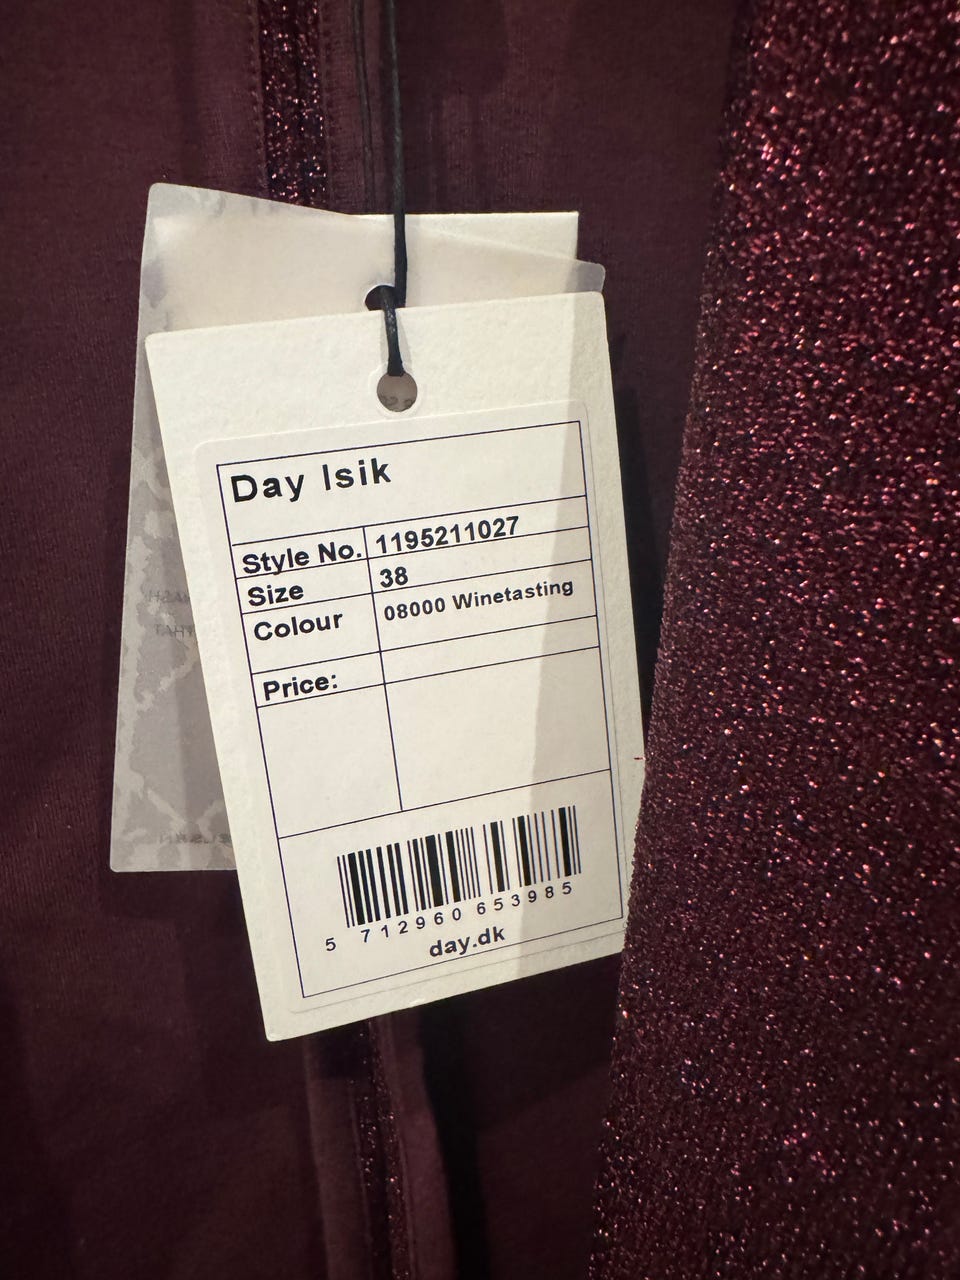 Day Isik
Style No. 1195211027
Size 38
Colour 08000 Winetasting
Price:
5 712960 653985
day.dk